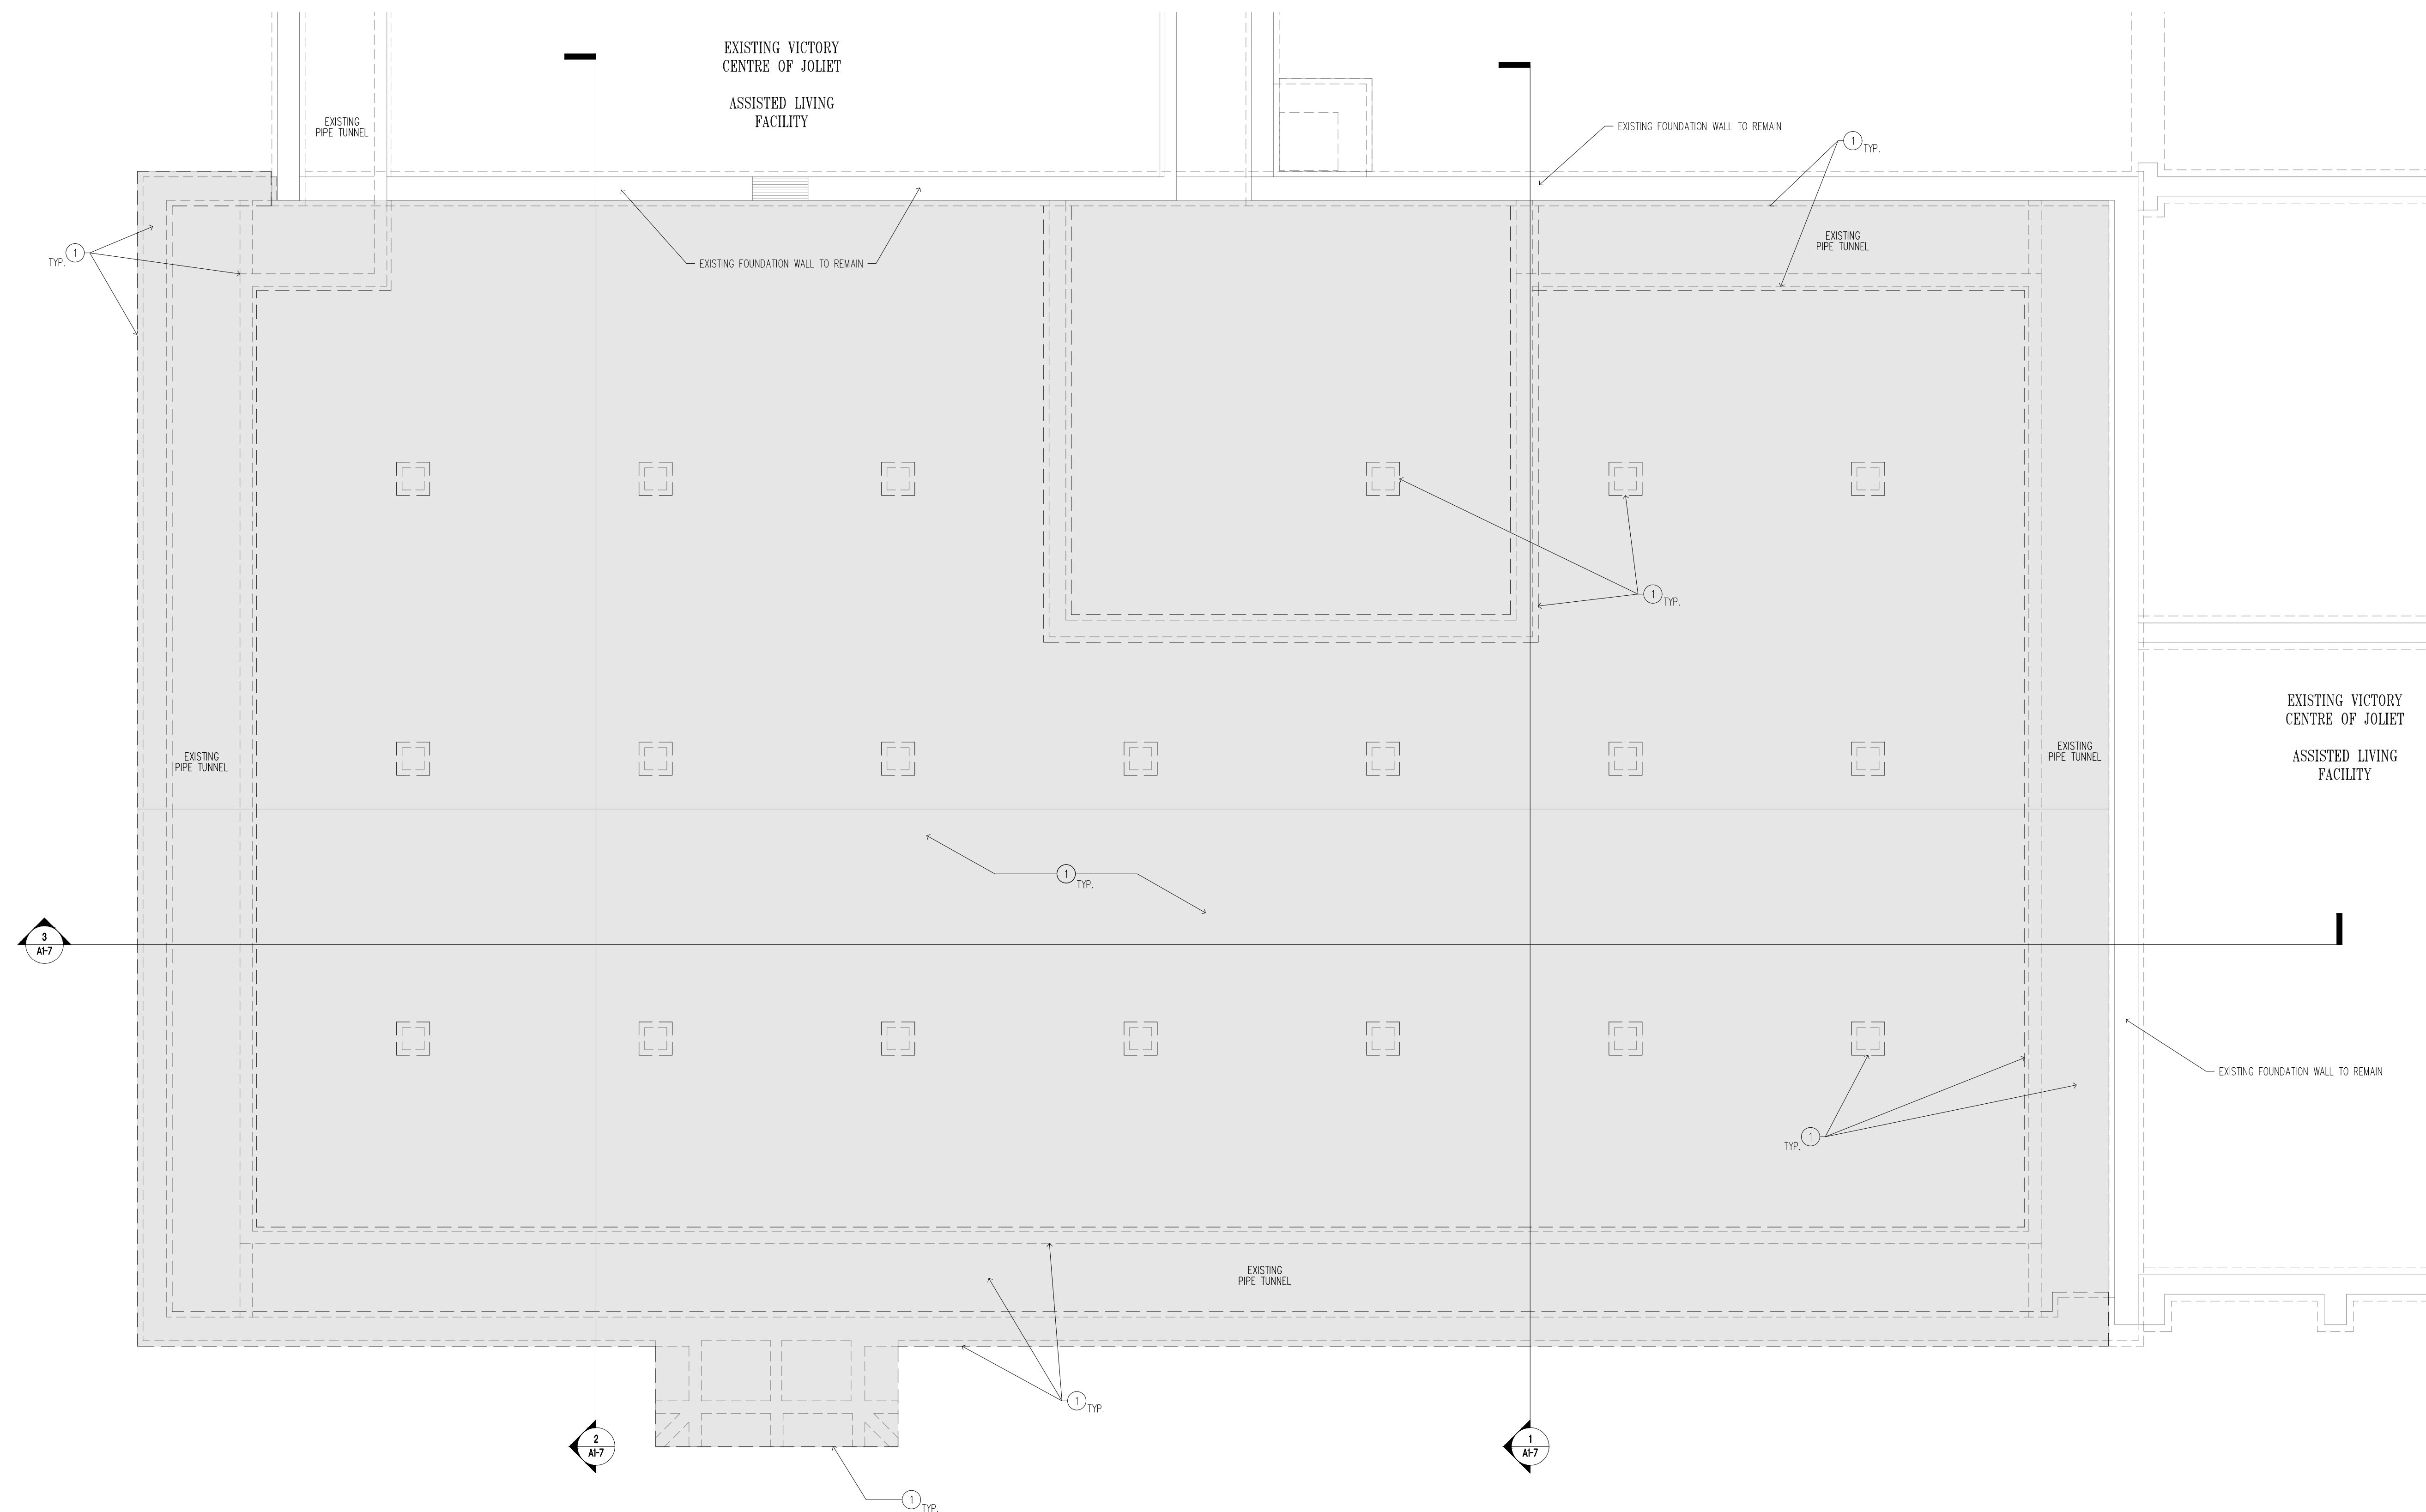 EXISTING VICTORY
CENTRE OF JOLIET
ASSISTED LIVING
FACILITY
EXISTING
PIPE TUNNEL
EXISTING FOUNDATION WALL TO REMAIN
1
TYP.
1
TYP.
EXISTING
PIPE TUNNEL
EXISTING FOUNDATION WALL TO REMAIN
1
TYP.
EXISTING VICTORY
CENTRE OF JOLIET
ASSISTED LIVING
FACILITY
EXISTING
PIPE TUNNEL
EXISTING
PIPE TUNNEL
1
TYP.
3
A1-7
EXISTING FOUNDATION WALL TO REMAIN
1
TYP.
EXISTING
PIPE TUNNEL
1
TYP.
2
A1-7
1
A1-7
1
TYP.